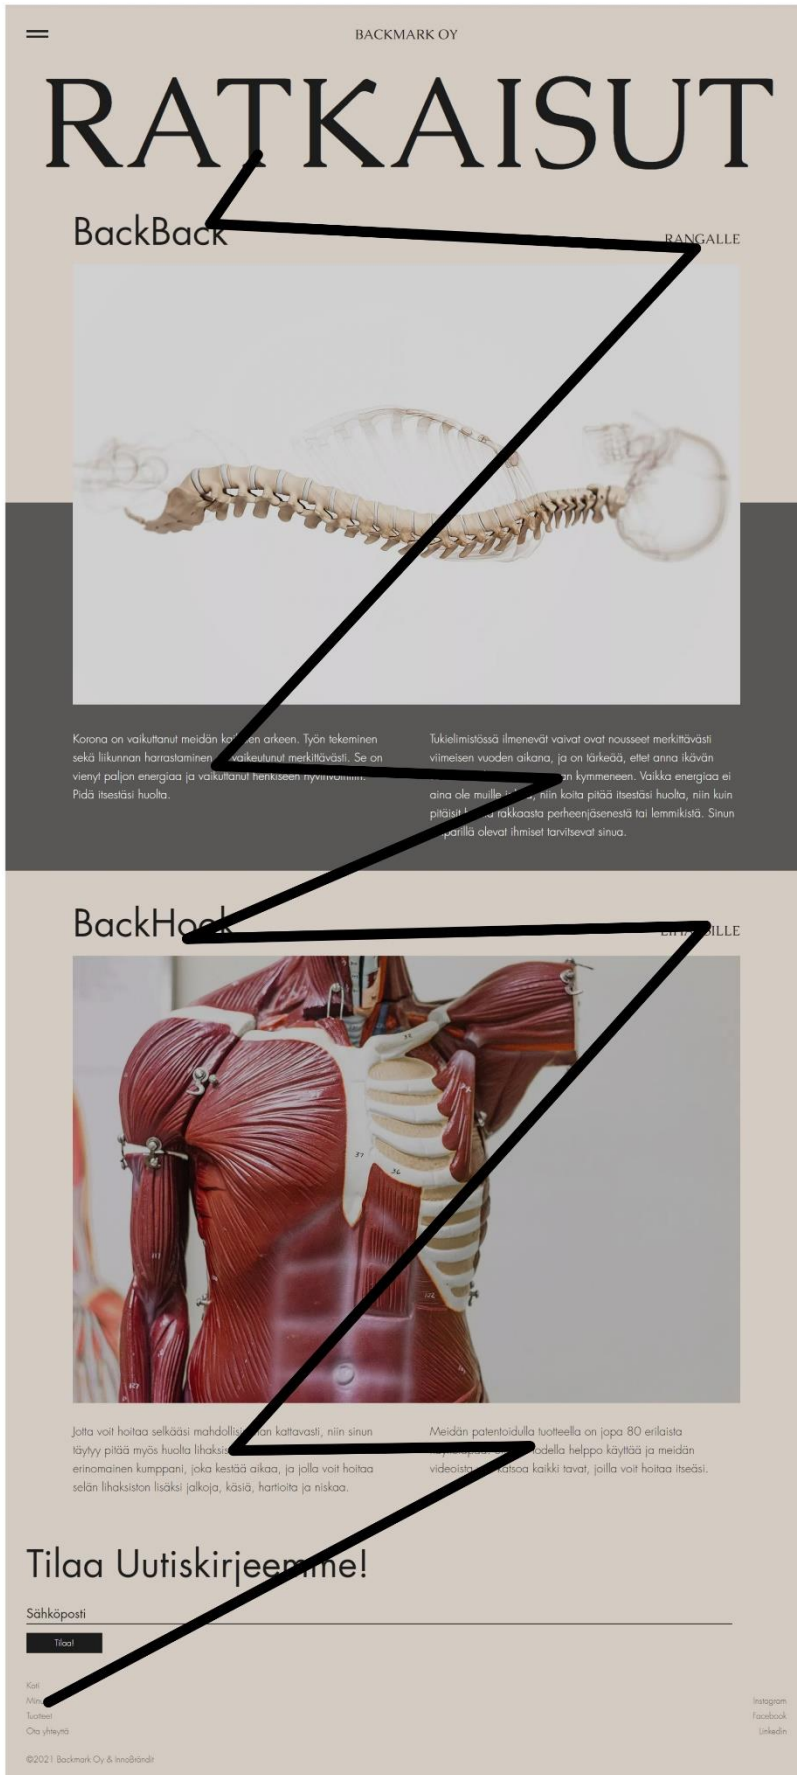 BACKMARK OY
RATKAISUT
BackBack
RANGALLE
Korona on vaikuttanut meidän arkeen. Työn tekeminen
sekä liikunnan harrastaminen vaikeutunut merkittävästi. Se on
vienyt paljon energiaa ja vaikuttanut henkiseen hyvinvointiin.
Pidä itsestäsi huolta.
Tukielimistössä ilmenevät vaivat ovat nousseet merkittävästi
viimeisen vuoden aikana, ja on tärkeää, ettet anna ikävän
kymmeneen. Vaikka energiaa ei
aina ole muille niin koita pitää itsestäsi huolta, niin kuin
pitäisit rakkaasta perheenjäsenestä tai lemmikistä. Sinun
olevat ihmiset tarvitsevat sinua.
BackHook
Jotta voit hoitaa selkääsi kattavasti, niin sinun
täytyy pitää myös huolta
erinomainen kumppani, joka kestää aikaa, ja jolla voit hoitaa
selän lihaksiston lisäksi jalkoja, käsiä, hartioita ja niskaa.
Meidän patentoidulla tuotteella on jopa 80 erilaista
todella helppo käyttää ja meidän
videoista katsoa kaikki tavat, joilla voit hoitaa itseäsi.
Tilaa Uutiskirjeemme!
Sähköposti
Tilaa!
Koti
Tuotteet
Ota yhteyttä
Instagram
Facebook
Linkedin
©2021 Backmark Oy & InnoBrändit